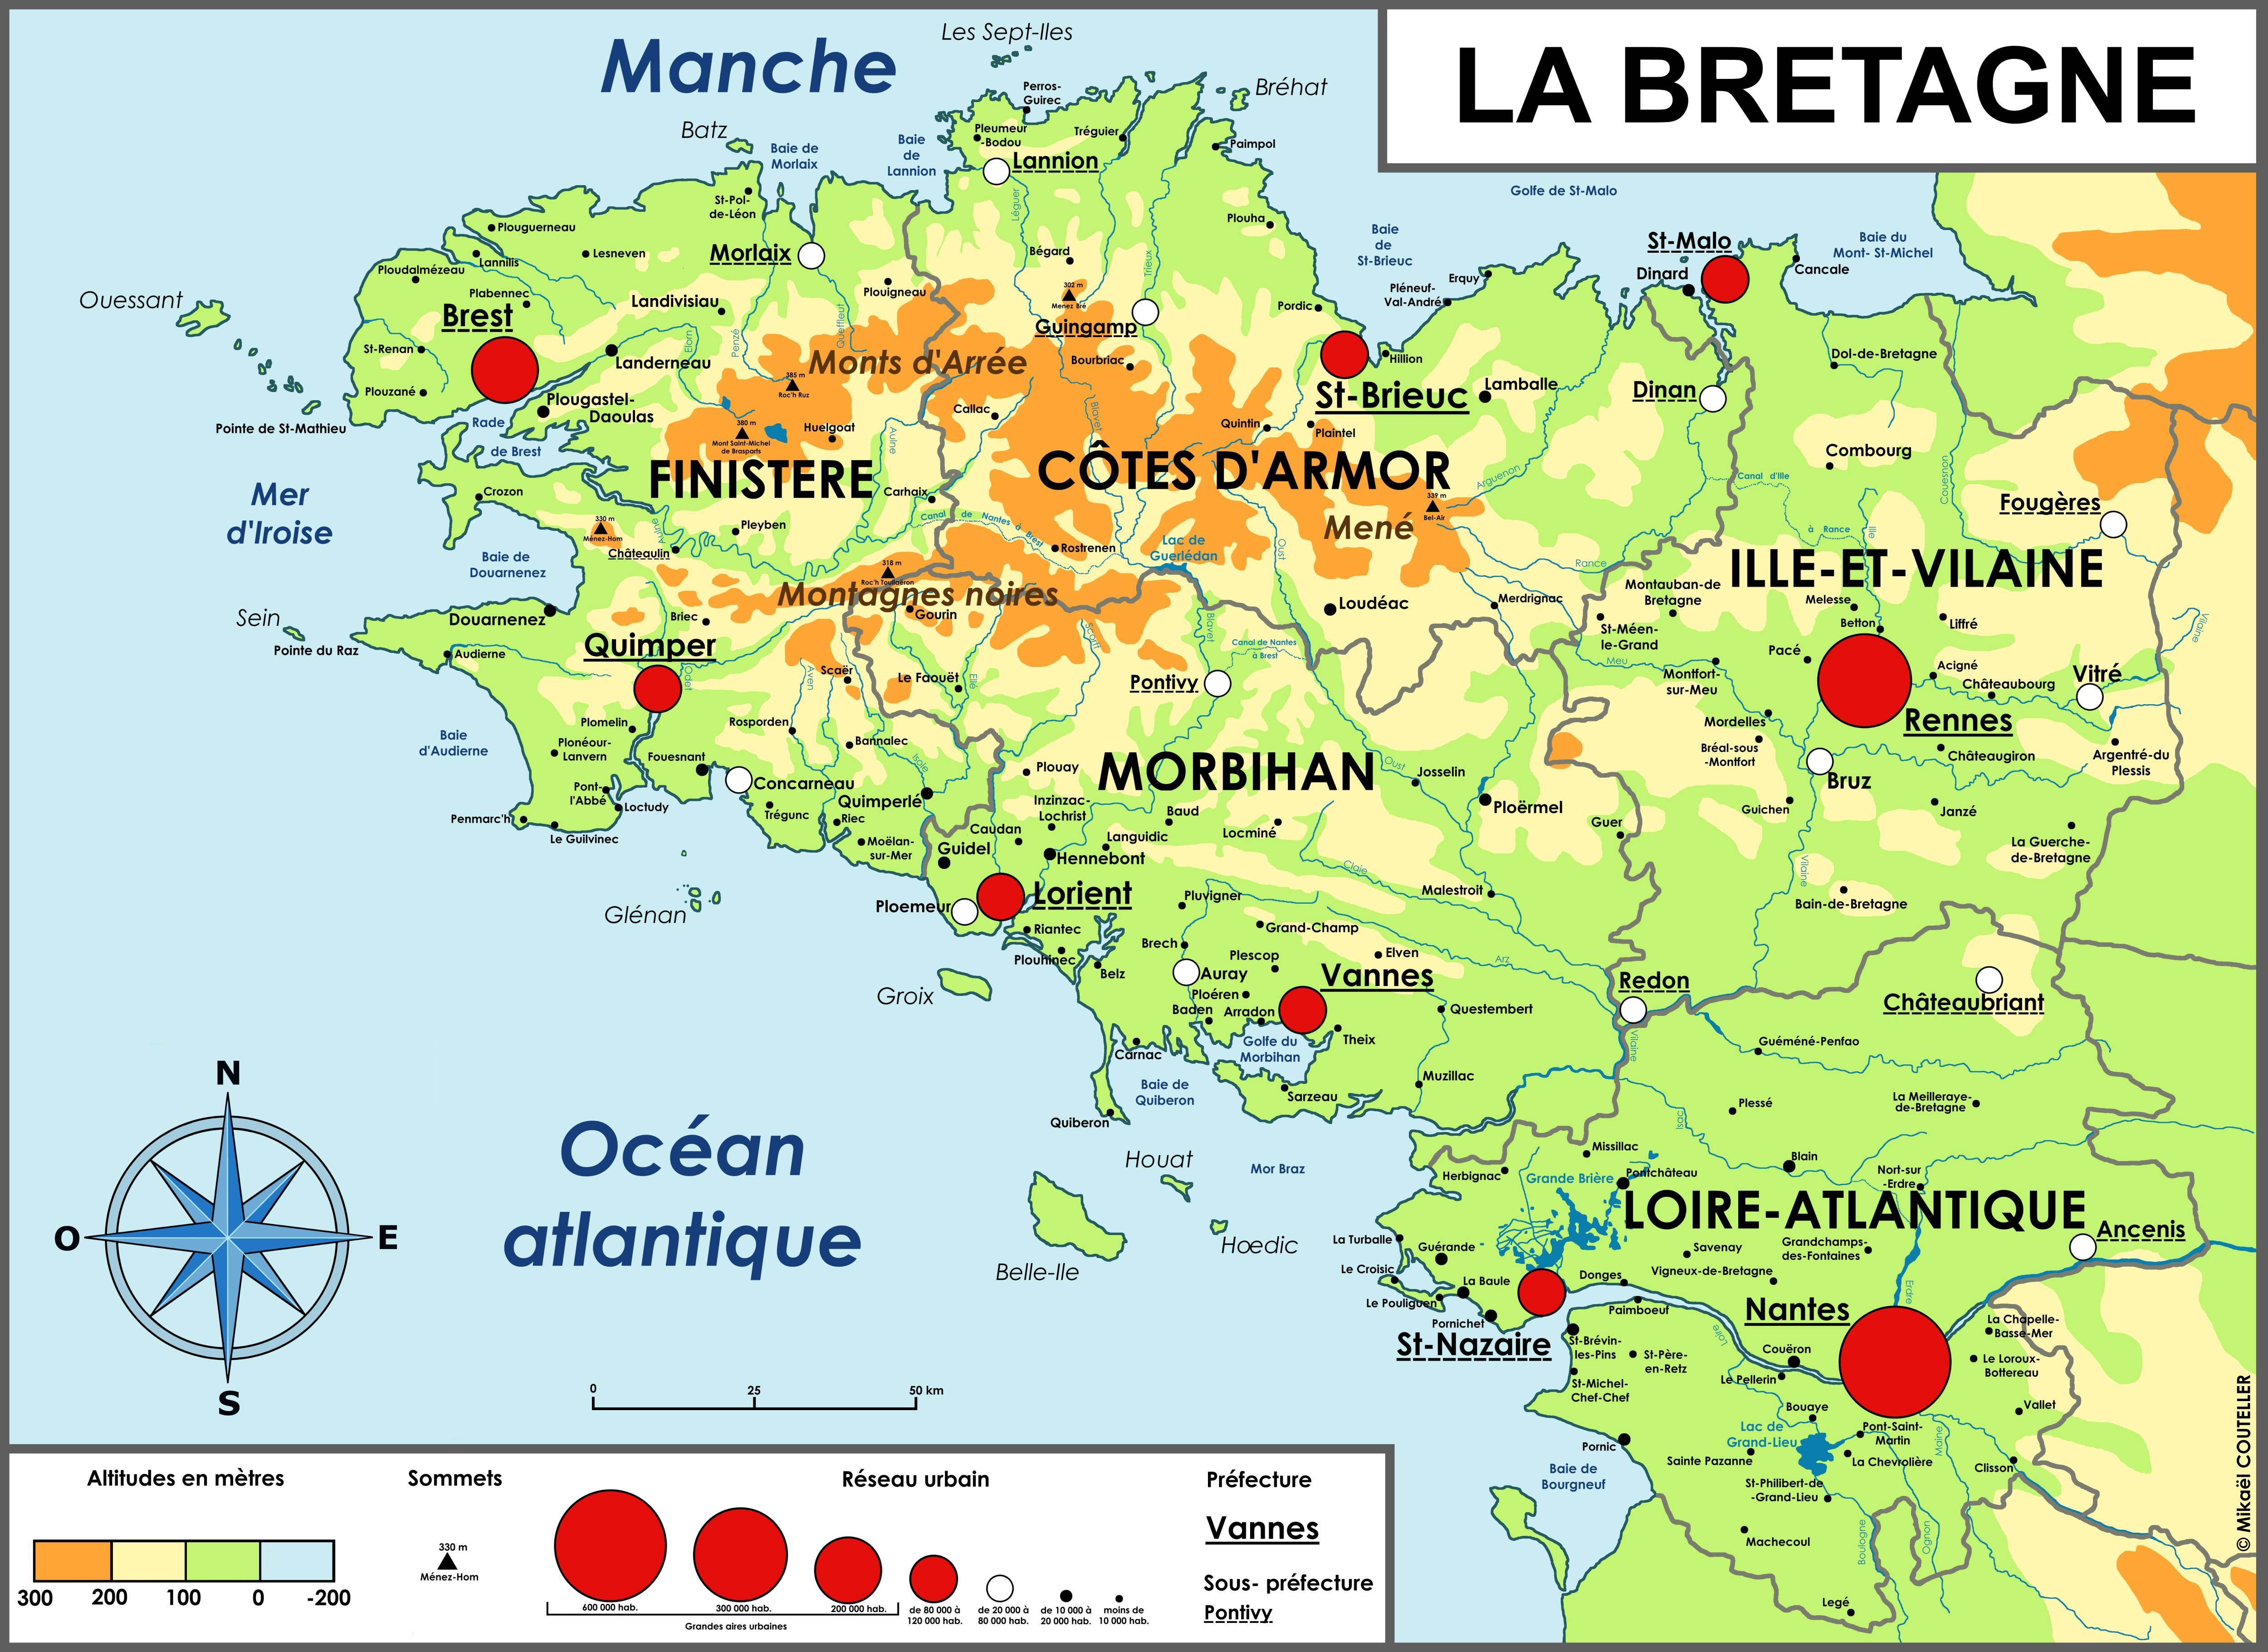 LA BRETAGNE
Manche
Les Sept-Iles
Bréhat
Batz
Baie de
Morlaix
Baie
de
Lannion
Perros-
Guirec
Pleumeur
-Bodou
Tréguier
Lannion
Paimpol
Golfe de St-Malo
St-Pol-
de-Léon
Léguer
Plouguerneau
Lesneven
Lannilis
Morlaix
Plouha
Bégard
Trieux
Baie
de
St-Brieuc
St-Malo
Dinard
Cancale
Baie du
Mont- St-Michel
Ploudalmézeau
Plabennec
Ouessant
Brest
Landivisiau
Plouigneau
302 m
Menez Bré
Guingamp
Pordic
Erquy
Pléneuf-
Val-André
St-Renan
Landerneau
Elorn
Penzé
Queffleut
Monts d'Arrée
Bourbriac
Hillion
Dol-de-Bretagne
Plouzané
385 m
Roc'h Ruz
St-Brieuc
Lamballe
Dinan
Plougastel-
Daoulas
Pointe de St-Mathieu
Rade
de Brest
380 m
Mont Saint-Michel
de Brasparts
Huelgoat
Callac
Blavet
Quintin
Plaintel
Aulne
Combourg
FINISTERE
CÔTES D'ARMOR
Mer
d'Iroise
Crozon
Carhaix
Arguenon
Canal d'Ille
Couesnon
Fougères
339 m
Bel-Air
Mené
330 m
Ménez-Hom
Aulne
Pleyben
Canal de Nantes à Brest
à Rance
Ille
Châteaulin
Rostrenen
Lac de
Guerlédan
Oust
Baie de
Douarnenez
318 m
Roc'h Toullaëron
Rance
ILLE-ET-VILAINE
Montagnes noires
Montauban-de
Bretagne
Melesse
Sein
Pointe du Raz
Douarnenez
Briec
Gourin
Loudéac
Merdrignac
Betton
Liffré
Vilaine
Quimper
Scorff
Blavet
Canal de Nantes
à Brest
St-Méen-
le-Grand
Meu
Pacé
Audierne
Odet
Aven
Scaër
Le Faouët
Ellé
Pontivy
Montfort-
sur-Meu
Acigné
Châteaubourg
Vitré
Plomelin
Rosporden
Mordelles
Rennes
Baie
d'Audierne
Plonéour-
Lanvern
Fouesnant
Bannalec
Isole
Bréal-sous
-Montfort
Châteaugiron
Argentré-du
Plessis
Plouay
MORBIHAN
Oust
Josselin
Bruz
Pont-
l'Abbé
Loctudy
Concarneau
Quimperlé
Inzinzac-
Lochrist
Baud
Ploërmel
Guichen
Janzé
Penmarc'h
Le Guilvinec
Trégunc
Riec
Moëlan-
sur-Mer
Caudan
Guidel
Languidic
Locminé
Guer
La Guerche-
de-Bretagne
Hennebont
Claie
Vilaine
Glénan
Ploemeur
Lorient
Pluvigner
Malestroit
Bain-de-Bretagne
Riantec
Grand-Champ
Plouhinec
Brech
Plescop
Elven
Arz
Belz
Auray
Vannes
Redon
Châteaubriant
Groix
Ploéren
Baden
Arradon
Questembert
Carnac
Golfe du
Morbihan
Theix
Vilaine
Guéméné-Penfao
Baie de
Quiberon
Muzillac
Sarzeau
Quiberon
Isac
Plessé
La Meilleraye-
de-Bretagne
N
O
E
S
Océan
atlantique
Houat
Mor Braz
Hœdic
Belle-Ile
Missillac
Herbignac
Grande Brière
Pontchâteau
Blain
Nort-sur
-Erdre
LOIRE-ATLANTIQUE
Ancenis
La Turballe
Guérande
Savenay
Grandchamps-
des-Fontaines
Le Croisic
La Baule
Donges
Vigneux-de-Bretagne
Erdre
Le Pouliguen
Paimboeuf
Pornichet
Nantes
La Chapelle-
Basse-Mer
St-Nazaire
St-Brévin-
les-Pins
Loire
St-Père-
en-Retz
Couëron
Le Loroux-
Bottereau
St-Michel-
Chef-Chef
Le Pellerin
Bouaye
Vallet
Pornic
Lac de
Grand-Lieu
Pont-Saint-
Martin
Maine
Sainte Pazanne
La Chevrolière
Clisson
Baie de
Bourgneuf
St-Philibert-de
-Grand-Lieu
Machecoul
Boulogne
Ognon
Legé
© Mikaël COUTELLER
0 25 50 km
Altitudes en mètres
300 200 100 0 -200
Sommets
330 m
Ménez-Hom
Réseau urbain
600 000 hab.
300 000 hab.
200 000 hab.
Grandes aires urbaines
de 80 000 à
120 000 hab.
de 20 000 à
80 000 hab.
de 10 000 à
20 000 hab.
moins de
10 000 hab.
Préfecture
Vannes
Sous- préfecture
Pontivy